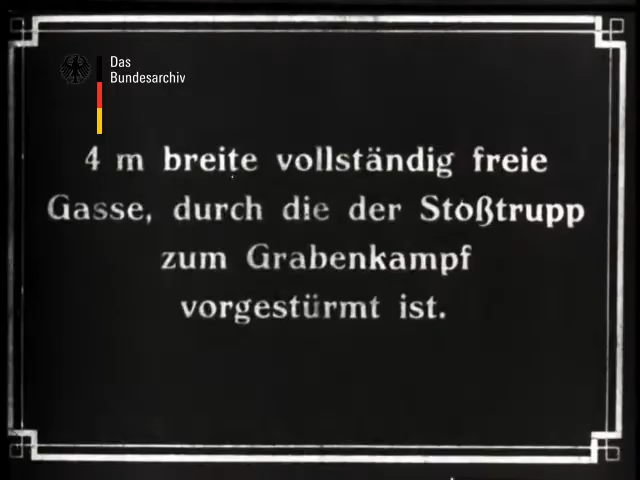 Das
Bundesarchiv
4 m breite vollständig freie
Gasse, durch die der Stoßtrupp
zum Grabenkampf
vorgestürmt ist.